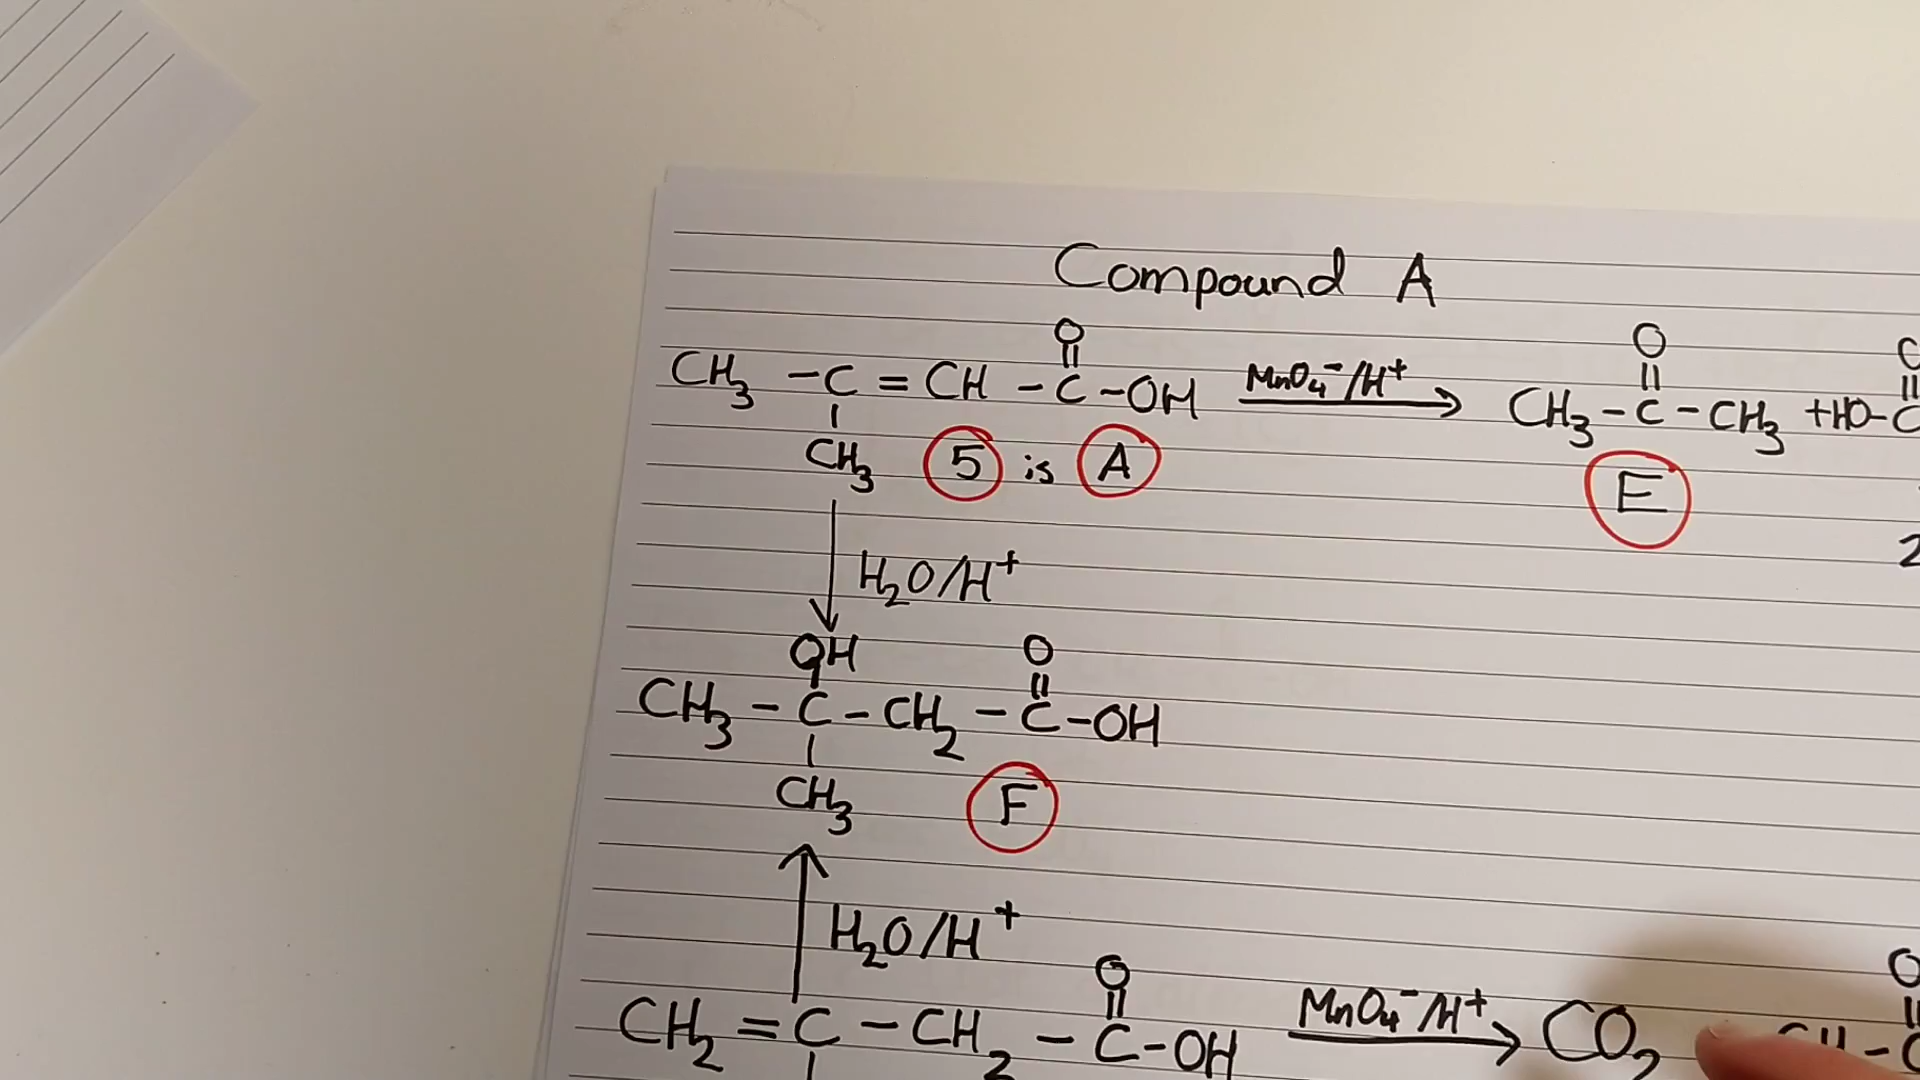 Compound A
O O O
CH3 - C = CH - C - OH MnO4-/H+ → CH3 - C - CH3 + HO - C
CH3 5 is A
E
2
H2O/H+
OH O
CH3 - C - CH2 - C - OH
CH3 F
H2O/H+
O O
CH2 = C - CH2 - C - OH MnO4-/H+ → CO2